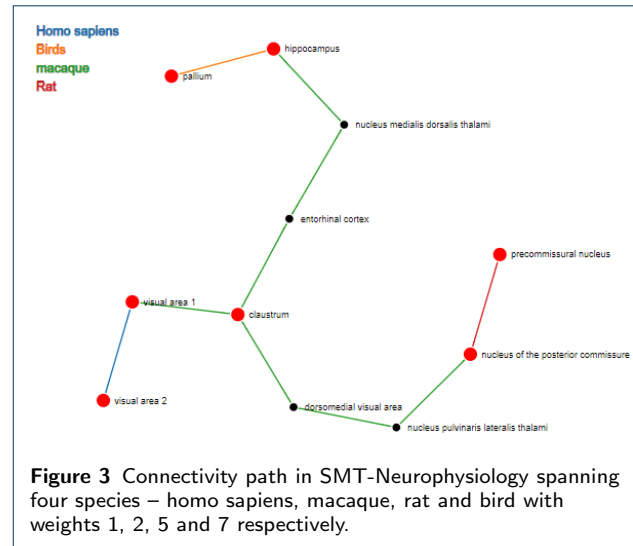 Homo sapiens
Birds
macaque
Rat
hippocampus
pallium
nucleus medialis dorsalis thalami
entorhinal cortex
precommissural nucleus
visual area 1
claustrum
nucleus of the posterior commissure
visual area 2
dorsomedial visual area
nucleus pulvinaris lateralis thalami
Figure 3 Connectivity path in SMT-Neurophysiology spanning
four species – homo sapiens, macaque, rat and bird with
weights 1, 2, 5 and 7 respectively.